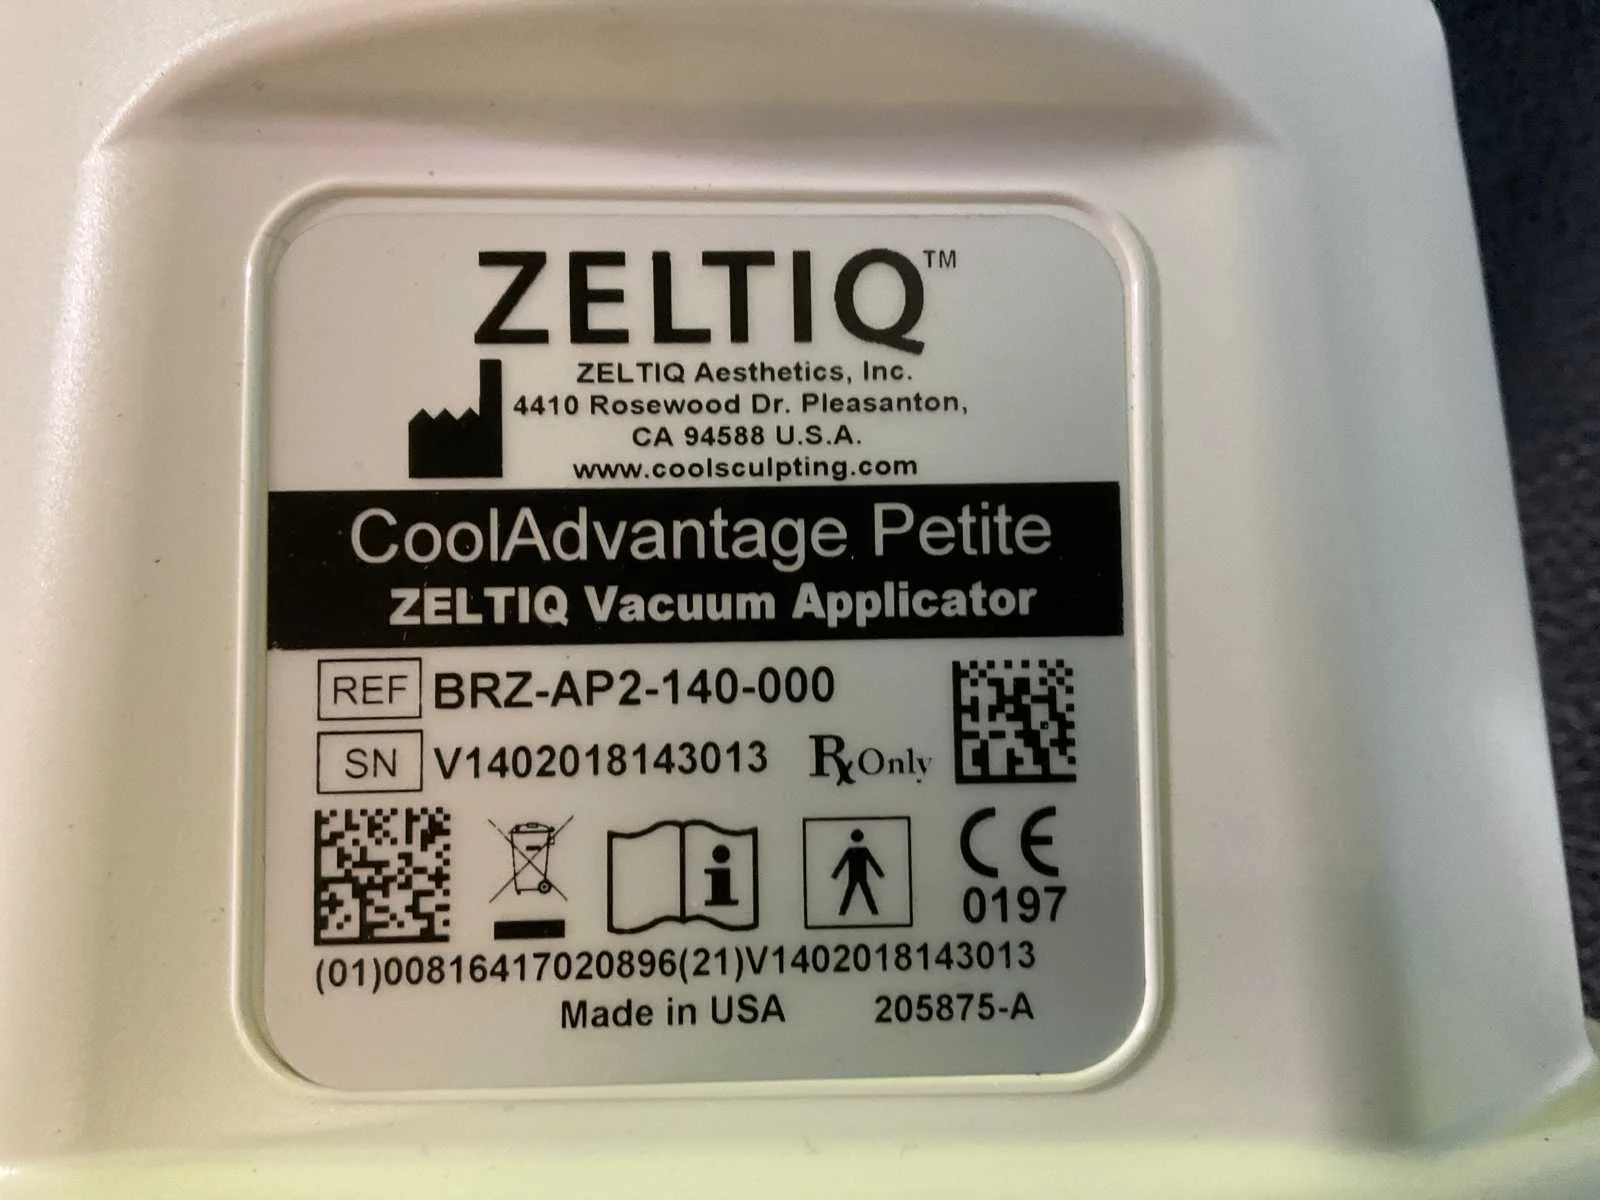 ZELTIQ™
ZELTIQ Aesthetics, Inc.
4410 Rosewood Dr. Pleasanton,
CA 94588 U.S.A.
www.coolsculpting.com
CoolAdvantage Petite
ZELTIQ Vacuum Applicator
REF BRZ-AP2-140-000
SN V1402018143013 Rx Only
CE
0197
(01)00816417020896(21)V1402018143013
Made in USA 205875-A